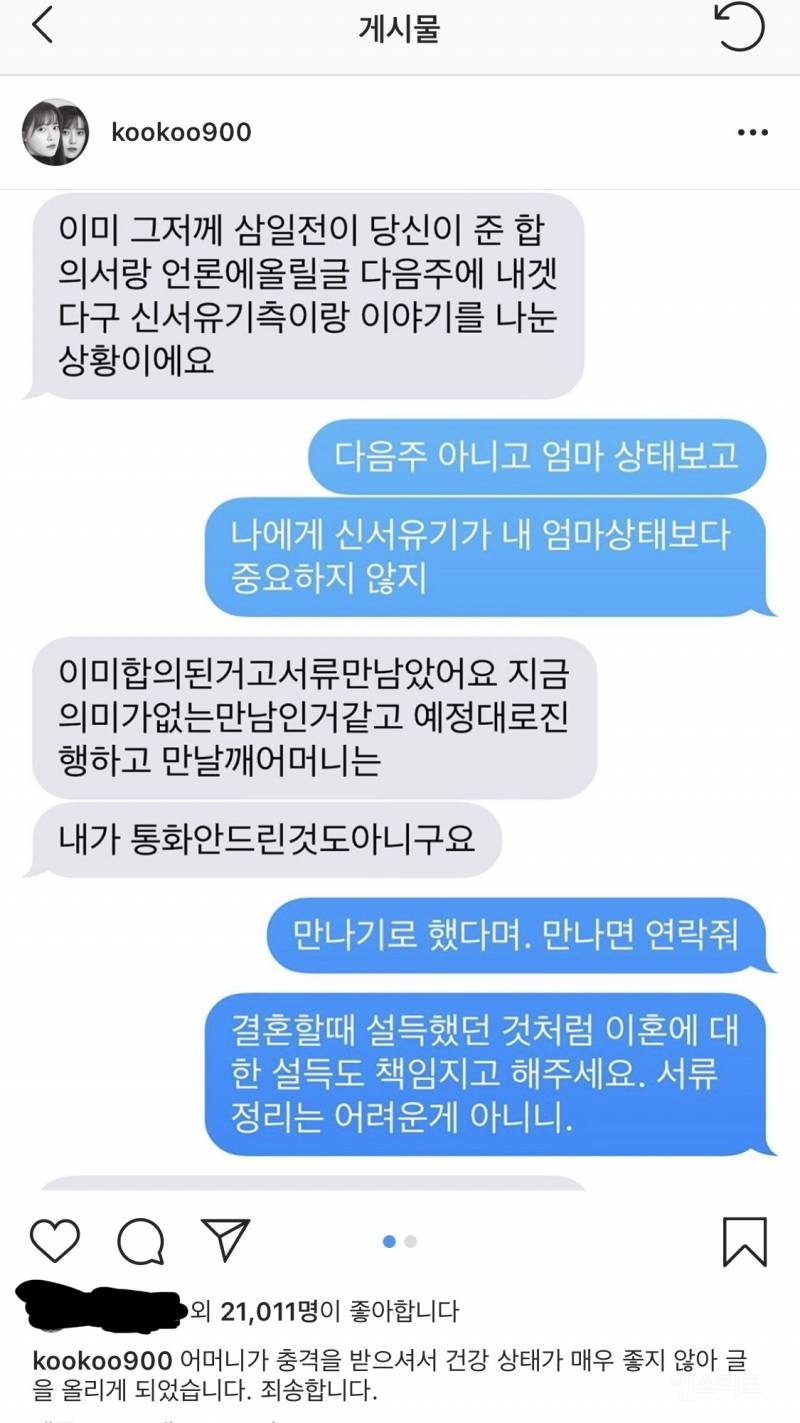 게시물
kookoo900
이미 그저께 삼일전이 당신이 준 합
의서랑 언론에올릴글 다음주에 내겟
다구 신서유기측이랑 이야기를 나눈
상황이에요
다음주 아니고 엄마 상태보고
나에게 신서유기가 내 엄마상태보다
중요하지 않지
이미합의된거고서류만남았어요 지금
의미가없는만남인거같고 예정대로진
행하고 만날깨어머니는
내가 통화안드린것도아니구요
만나기로 했다며. 만나면 연락줘
결혼할때 설득했던 것처럼 이혼에 대
한 설득도 책임지고 해주세요. 서류
정리는 어려운게 아니니.
외 21,011명이 좋아합니다
kookoo900 어머니가 충격을 받으셔서 건강 상태가 매우 좋지 않아 글
을 올리게 되었습니다. 죄송합니다.
인스티즈